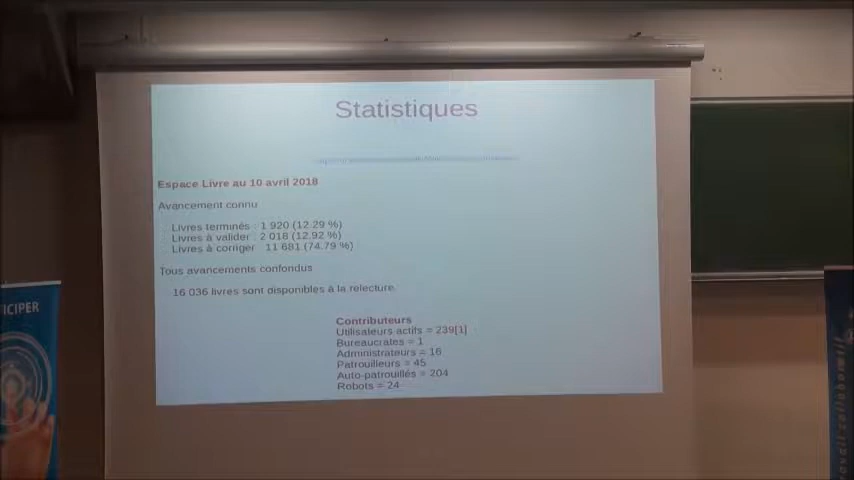 Statistiques
Espace Livre au 10 avril 2018
Avancement connu
Livres terminés : 1 920 (12.29 %)
Livres à valider : 2 018 (12.92 %)
Livres à corriger : 11 681 (74.79 %)
Tous avancements confondus
16 036 livres sont disponibles à la relecture.
Contributeurs
Utilisateurs actifs = 239[1]
Bureaucrates = 1
Administrateurs = 16
Patrouilleurs = 45
Auto-patrouillés = 204
Robots = 24
TICIPER